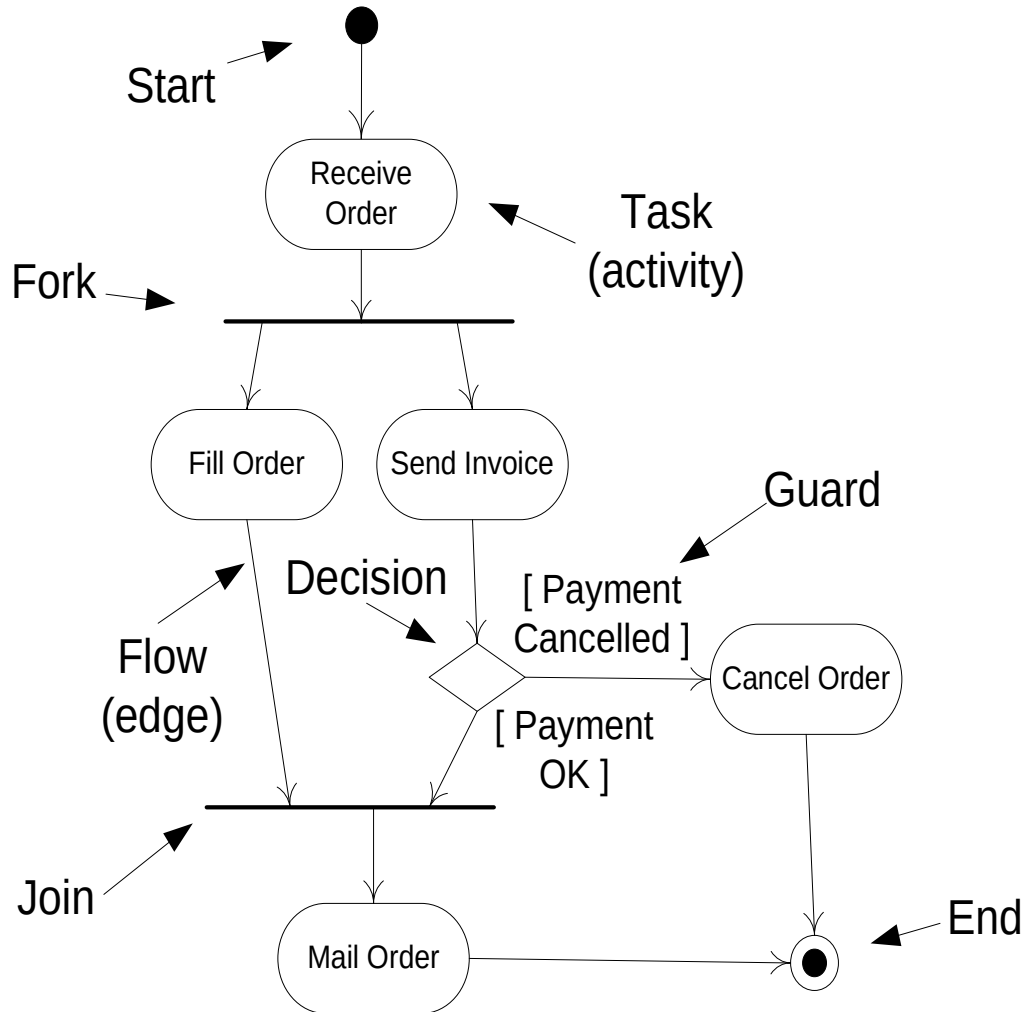 Start
Receive
Order
Task
(activity)
Fork
Fill Order
Send Invoice
Guard
Decision
[ Payment
Cancelled ]
Flow
(edge)
Cancel Order
[ Payment
OK ]
Join
Mail Order
End